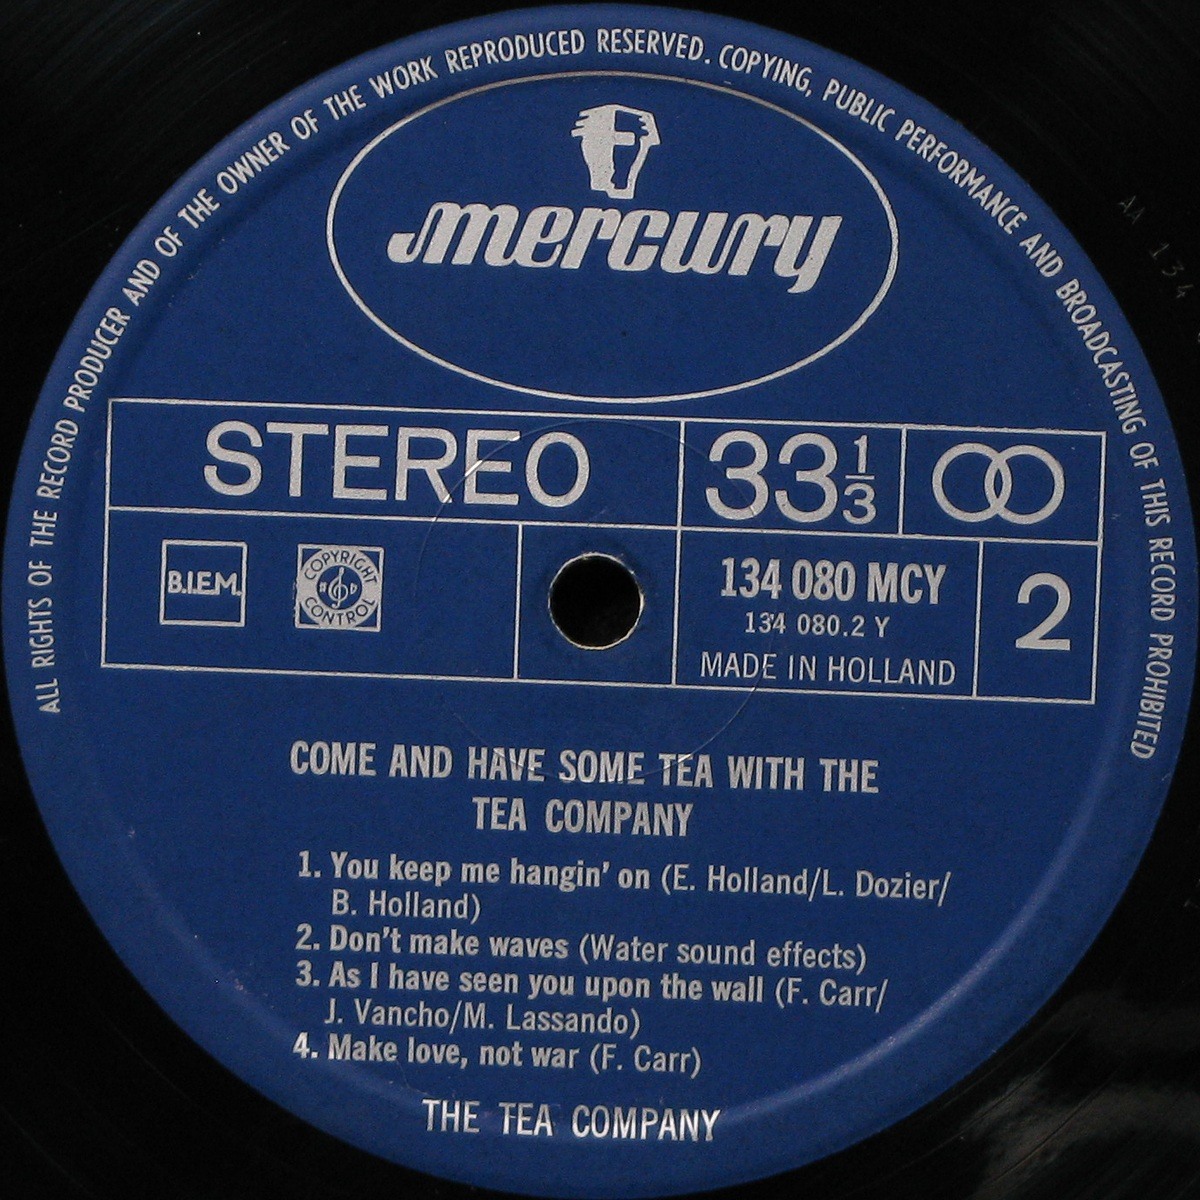 ALL RIGHTS OF THE RECORD PRODUCER AND OF THE OWNER OF THE WORK REPRODUCED RESERVED. COPYING, PUBLIC PERFORMANCE AND BROADCASTING OF THIS RECORD PROHIBITED
mercury
STEREO
33 1/3
B.I.E.M.
COPYRIGHT
CONTROL
134 080 MCY
134 080.2 Y
MADE IN HOLLAND
2
COME AND HAVE SOME TEA WITH THE
TEA COMPANY
1. You keep me hangin' on (E. Holland/L. Dozier/
B. Holland)
2. Don't make waves (Water sound effects)
3. As I have seen you upon the wall (F. Carr/
J. Vancho/M. Lassando)
4. Make love, not war (F. Carr)
THE TEA COMPANY
AA 134